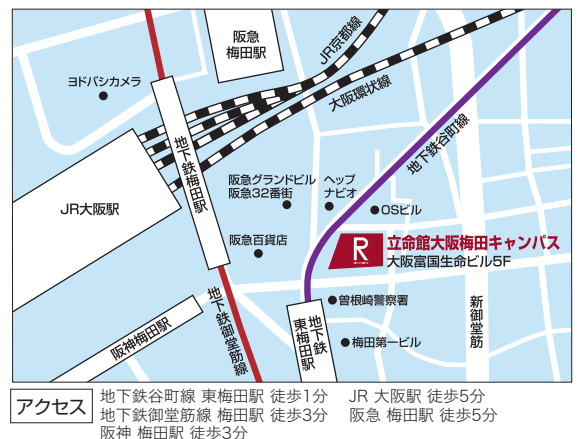 阪急
梅田駅
JR京都線
ヨドバシカメラ
大阪環状線
地下鉄梅田駅
地下鉄谷町線
JR大阪駅
阪急グランドビル
阪急32番街
ヘップ
ナビオ
OSビル
阪急百貨店
R
立命館大阪梅田キャンパス
大阪富国生命ビル5F
地下鉄御堂筋線
阪神梅田駅
地下鉄
東梅田駅
曽根崎警察署
梅田第一ビル
新御堂筋
アクセス
地下鉄谷町線 東梅田駅 徒歩1分 JR 大阪駅 徒歩5分
地下鉄御堂筋線 梅田駅 徒歩3分 阪急 梅田駅 徒歩5分
阪神 梅田駅 徒歩3分